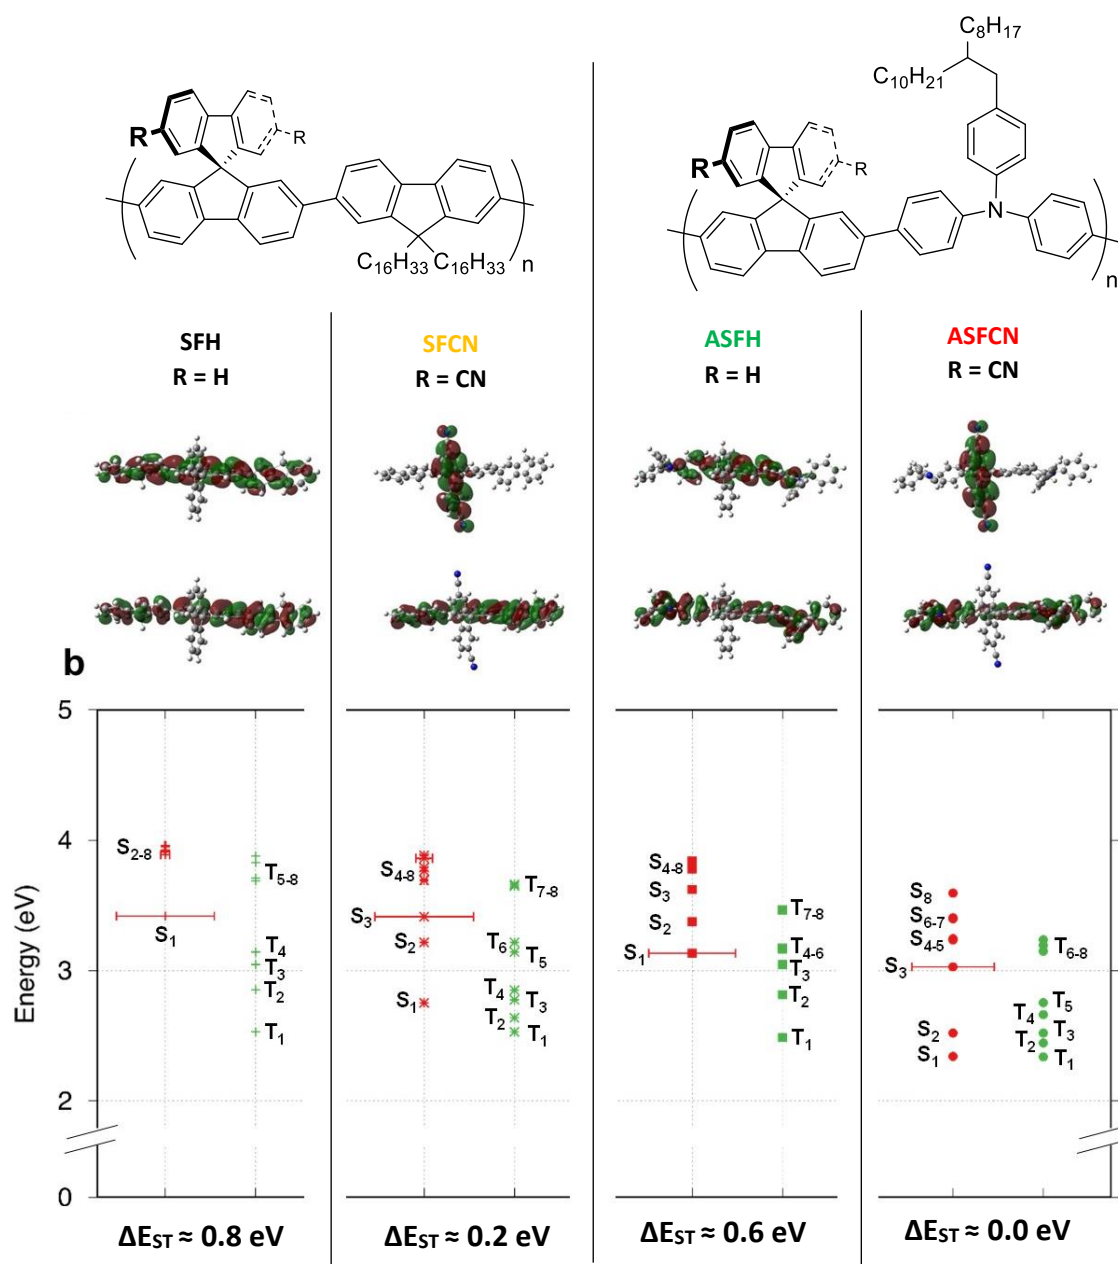 C8H17
C10H21
R
R
n
C16H33 C16H33
R
R
N
n
SFH
R = H
SFCN
R = CN
ASFH
R = H
ASFCN
R = CN
b
5
4
3
2
0
Energy (eV)
S2-8
S1
T5-8
T4
T3
T2
T1
S4-8
S3
S2
S1
T7-8
T6
T5
T4
T3
T2
T1
S4-8
S3
S2
S1
T7-8
T4-6
T3
T2
T1
S8
S6-7
S4-5
S3
S2
S1
T6-8
T5
T4
T3
T2
T1
ΔEST ≈ 0.8 eV
ΔEST ≈ 0.2 eV
ΔEST ≈ 0.6 eV
ΔEST ≈ 0.0 eV